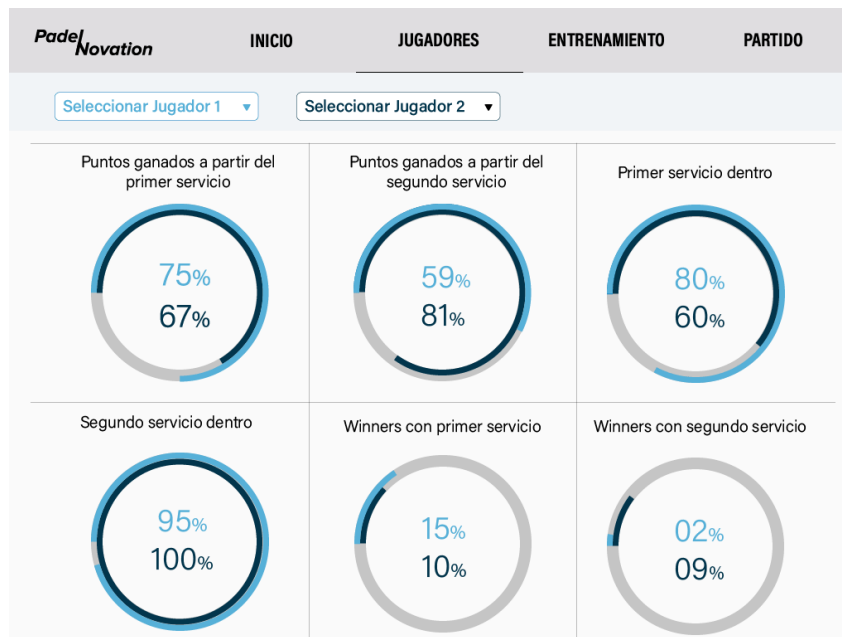 Padel
Novation
INICIO
JUGADORES
ENTRENAMIENTO
PARTIDO
Seleccionar Jugador 1
Seleccionar Jugador 2
Puntos ganados a partir del
primer servicio
75%
67%
Puntos ganados a partir del
segundo servicio
59%
81%
Primer servicio dentro
80%
60%
Segundo servicio dentro
95%
100%
Winners con primer servicio
15%
10%
Winners con segundo servicio
02%
09%